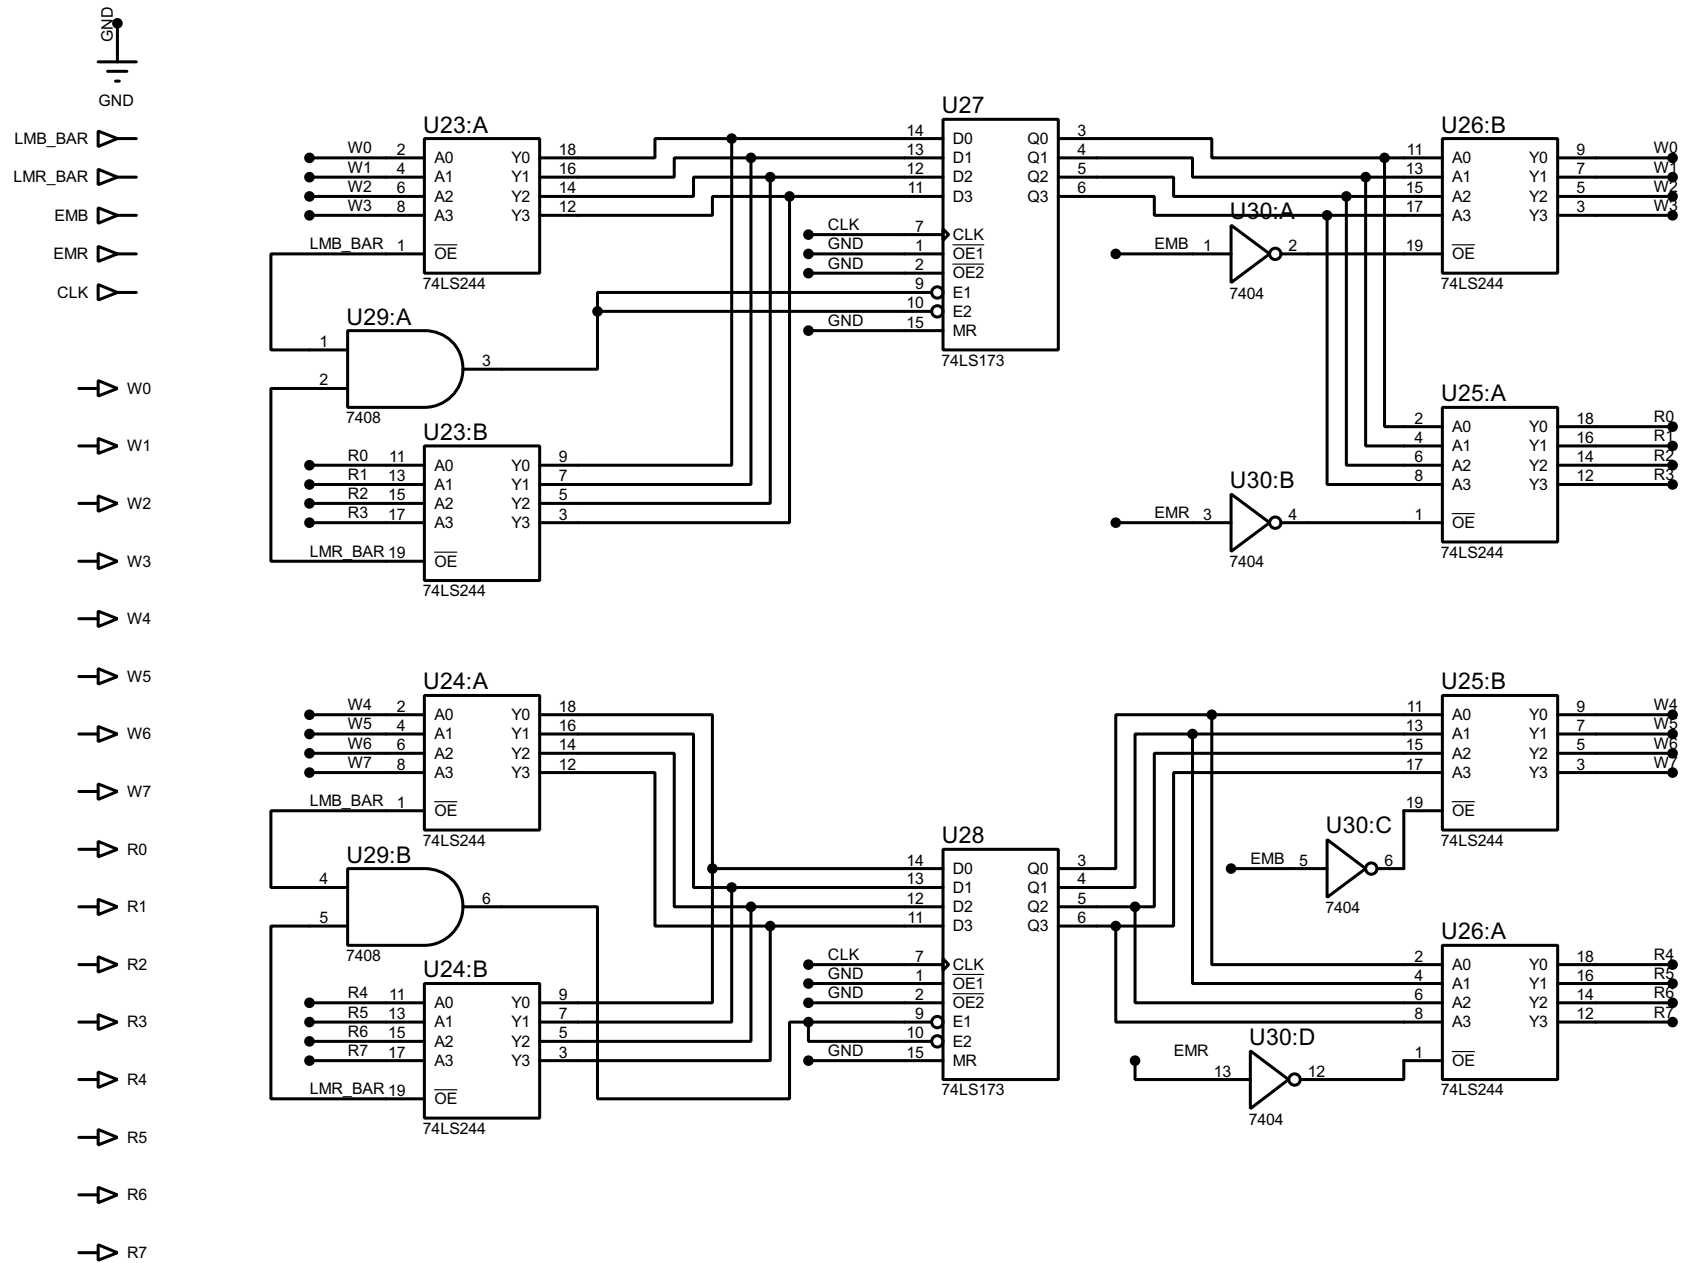 GND
GND
LMB_BAR
LMR_BAR
EMB
EMR
CLK
W0
W1
W2
W3
W4
W5
W6
W7
R0
R1
R2
R3
R4
R5
R6
R7
U23:A
W0 2 A0 Y0 18
W1 4 A1 Y1 16
W2 6 A2 Y2 14
W3 8 A3 Y3 12
LMB_BAR 1 OE
74LS244
U29:A
1
2
3
7408
U23:B
R0 11 A0 Y0 9
R1 13 A1 Y1 7
R2 15 A2 Y2 5
R3 17 A3 Y3 3
LMR_BAR 19 OE
74LS244
U27
14 D0 Q0 3
13 D1 Q1 4
12 D2 Q2 5
11 D3 Q3 6
CLK 7 CLK
GND 1 OE1
GND 2 OE2
9 E1
10 E2
GND 15 MR
74LS173
U26:B
11 A0 Y0 9 W0
13 A1 Y1 7 W1
15 A2 Y2 5 W2
17 A3 Y3 3 W3
19 OE
74LS244
U30:A
EMB 1 2
7404
U25:A
2 A0 Y0 18 R0
4 A1 Y1 16 R1
6 A2 Y2 14 R2
8 A3 Y3 12 R3
1 OE
74LS244
U30:B
EMR 3 4
7404
U24:A
W4 2 A0 Y0 18
W5 4 A1 Y1 16
W6 6 A2 Y2 14
W7 8 A3 Y3 12
LMB_BAR 1 OE
74LS244
U29:B
4
5
6
7408
U24:B
R4 11 A0 Y0 9
R5 13 A1 Y1 7
R6 15 A2 Y2 5
R7 17 A3 Y3 3
LMR_BAR 19 OE
74LS244
U28
14 D0 Q0 3
13 D1 Q1 4
12 D2 Q2 5
11 D3 Q3 6
CLK 7 CLK
GND 1 OE1
GND 2 OE2
9 E1
10 E2
GND 15 MR
74LS173
U25:B
11 A0 Y0 9 W4
13 A1 Y1 7 W5
15 A2 Y2 5 W6
17 A3 Y3 3 W7
19 OE
74LS244
U30:C
EMB 5 6
7404
U26:A
2 A0 Y0 18 R4
4 A1 Y1 16 R5
6 A2 Y2 14 R6
8 A3 Y3 12 R7
1 OE
74LS244
U30:D
EMR
13 12
7404